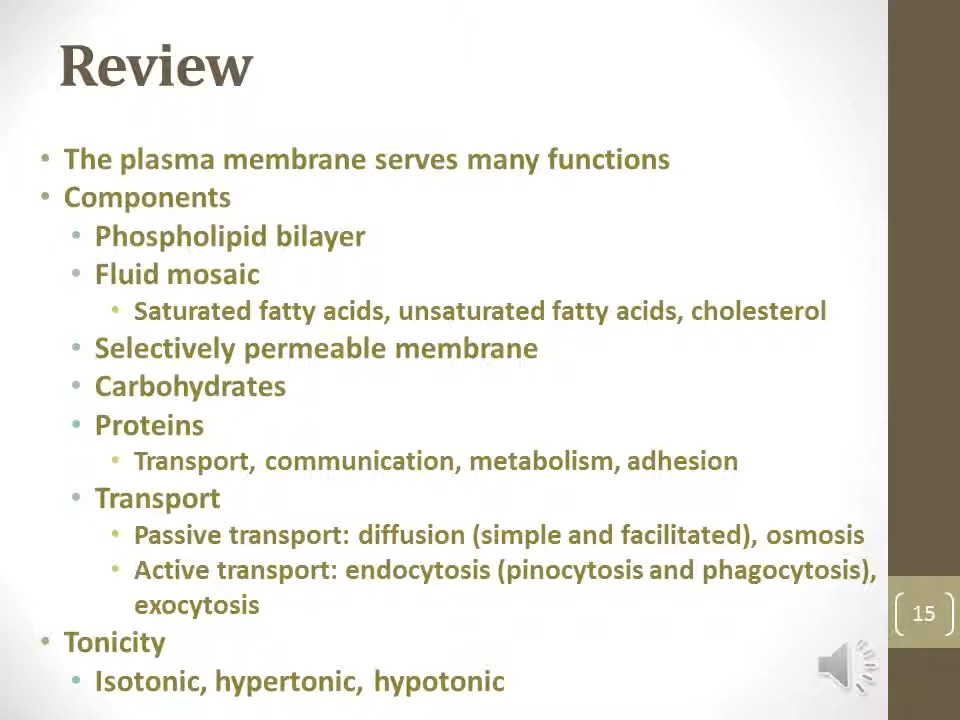 Review
• The plasma membrane serves many functions
• Components
• Phospholipid bilayer
• Fluid mosaic
• Saturated fatty acids, unsaturated fatty acids, cholesterol
• Selectively permeable membrane
• Carbohydrates
• Proteins
• Transport, communication, metabolism, adhesion
• Transport
• Passive transport: diffusion (simple and facilitated), osmosis
• Active transport: endocytosis (pinocytosis and phagocytosis),
exocytosis
15
• Tonicity
• Isotonic, hypertonic, hypotonic